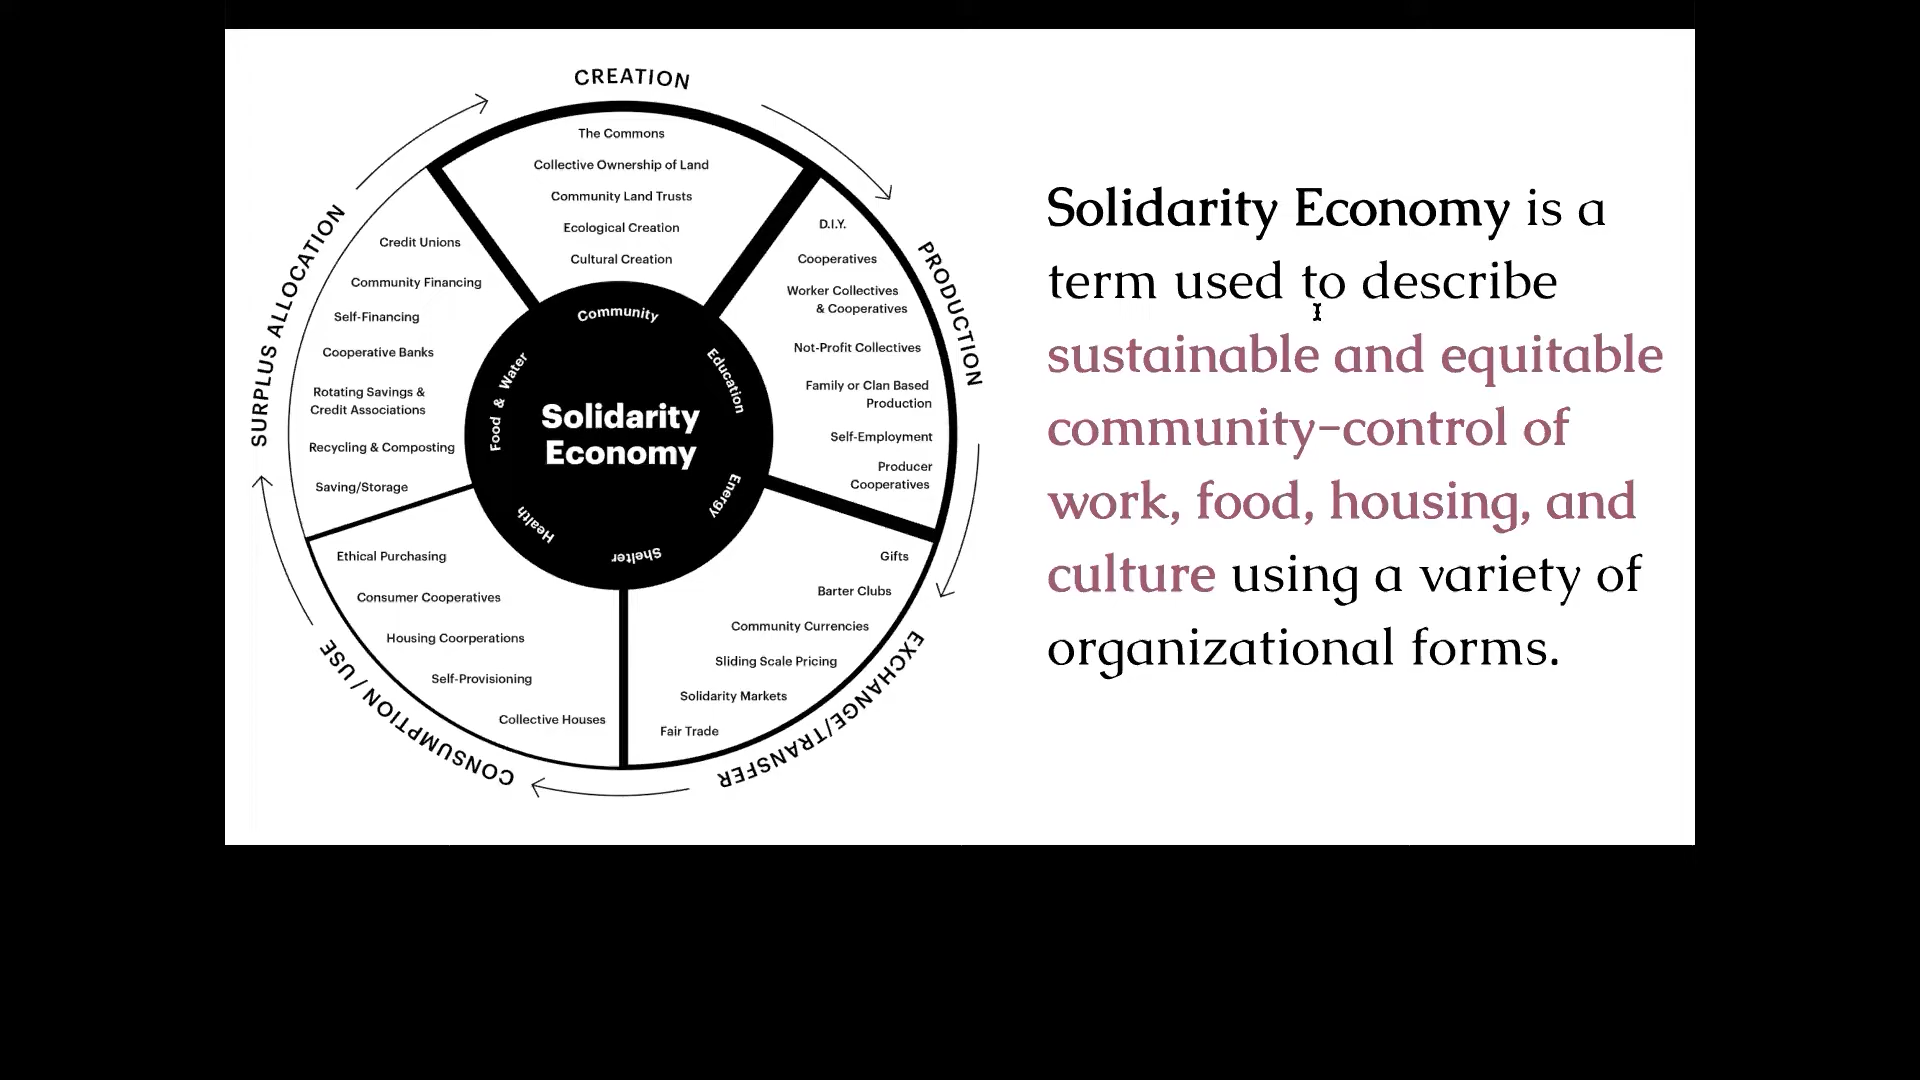 CREATION
The Commons
Collective Ownership of Land
Community Land Trusts
Ecological Creation
Cultural Creation
PRODUCTION
D.I.Y.
Cooperatives
Worker Collectives
& Cooperatives
Not-Profit Collectives
Family or Clan Based
Production
Self-Employment
Producer
Cooperatives
EXCHANGE/TRANSFER
Gifts
Barter Clubs
Community Currencies
Sliding Scale Pricing
Solidarity Markets
Fair Trade
CONSUMPTION / USE
Ethical Purchasing
Consumer Cooperatives
Housing Coorperations
Self-Provisioning
Collective Houses
SURPLUS ALLOCATION
Credit Unions
Community Financing
Self-Financing
Cooperative Banks
Rotating Savings &
Credit Associations
Recycling & Composting
Saving/Storage
Community
Education
Energy
Shelter
Health
Food & Water
Solidarity
Economy
Solidarity Economy is a
term used to describe
sustainable and equitable
community-control of
work, food, housing, and
culture using a variety of
organizational forms.